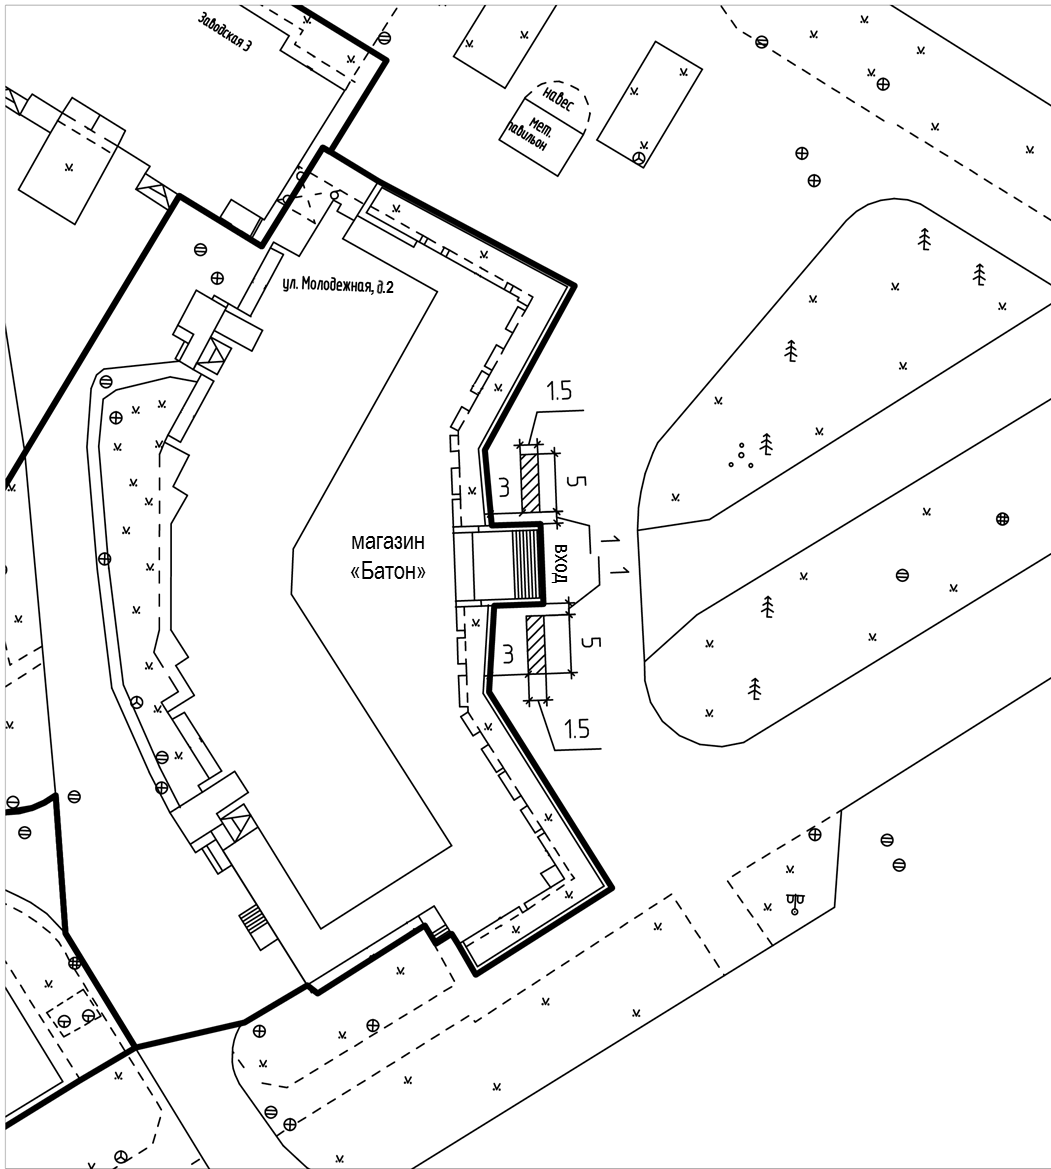 Заводская 3
навес
мет.
павильон
ул. Молодежная, д.2
1.5
3
5
магазин
«Батон»
вход
1
1
3
5
1.5